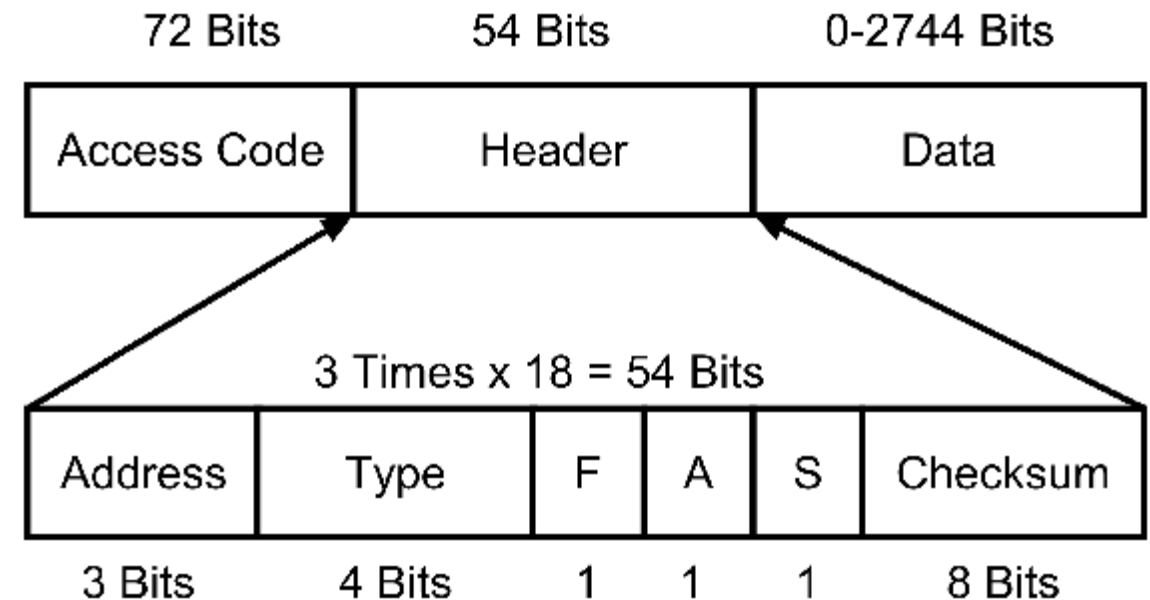 72 Bits 54 Bits 0-2744 Bits
Access Code Header Data
3 Times x 18 = 54 Bits
Address Type F A S Checksum
3 Bits 4 Bits 1 1 1 8 Bits